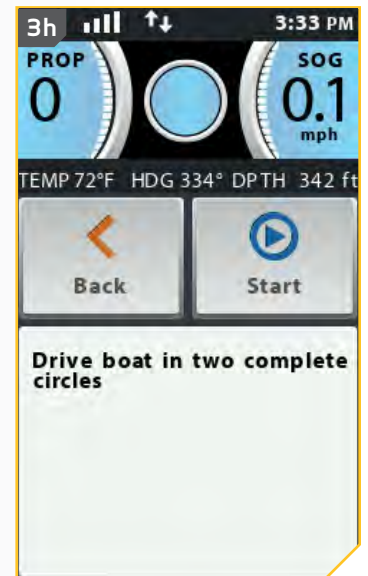 3h 3:33 PM
PROP SOG
0 0.1
mph
TEMP 72°F HDG 334° DPTH 342 ft
Back Start
Drive boat in two complete
circles